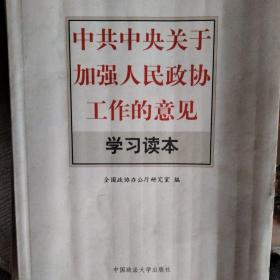 中共中央关于
加强人民政协
工作的意见
学习读本
全国政协办公厅研究室 编
中国政法大学出版社